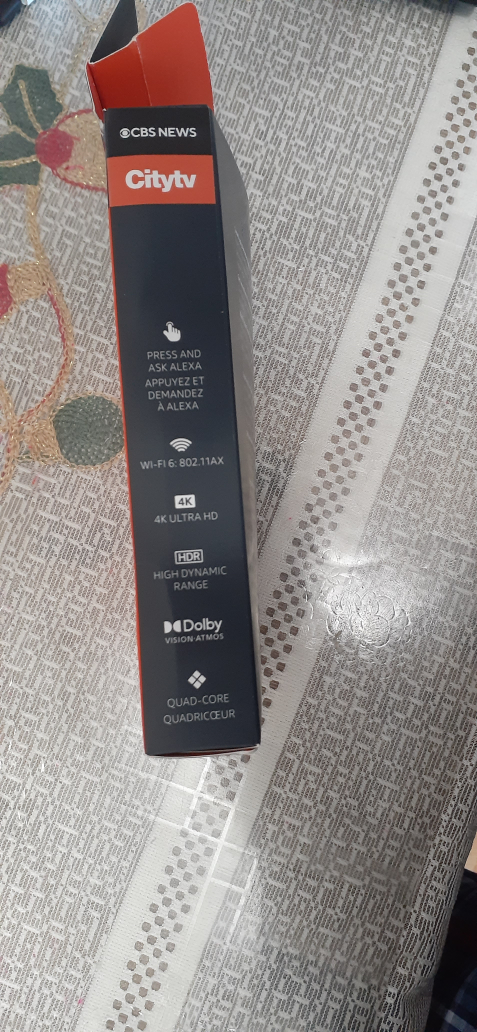 CBS NEWS
Citytv
PRESS AND
ASK ALEXA
APPUYEZ ET
DEMANDEZ
À ALEXA
WI-FI 6: 802.11AX
4K
4K ULTRA HD
HDR
HIGH DYNAMIC
RANGE
Dolby
VISION·ATMOS
QUAD-CORE
QUADRICŒUR